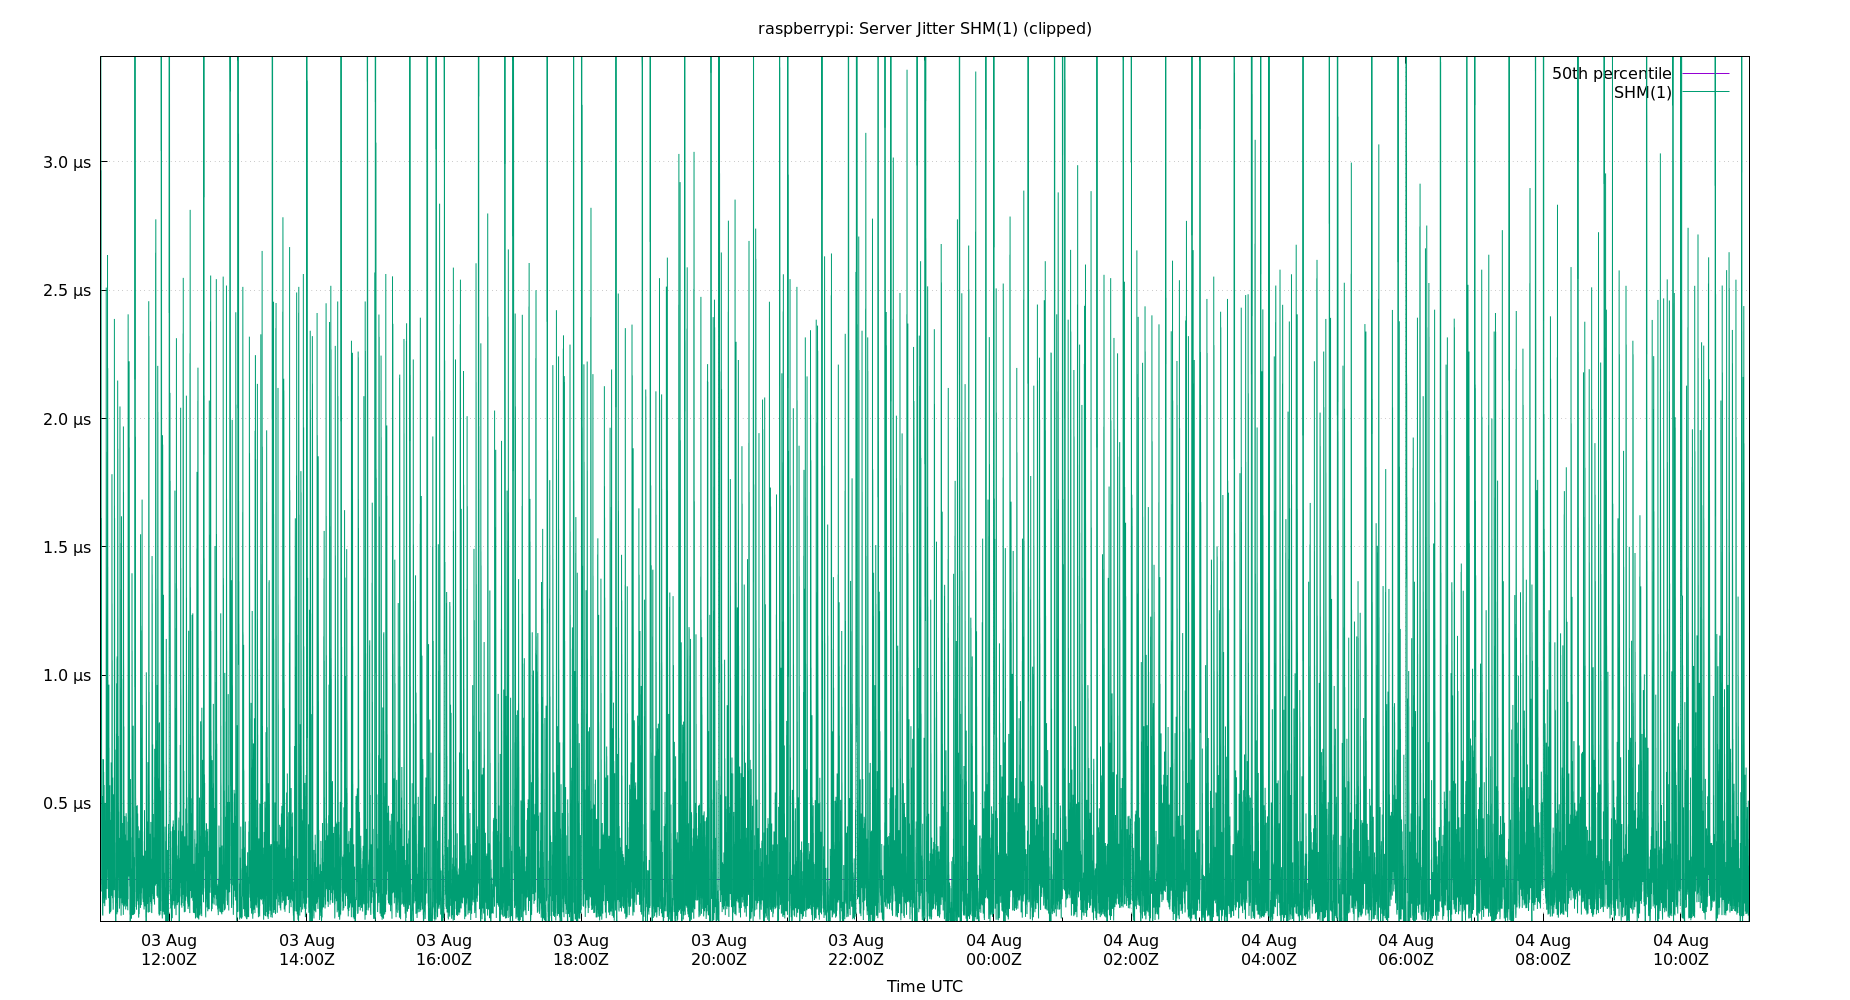 raspberrypi: Server Jitter SHM(1) (clipped)
50th percentile
SHM(1)
3.0 µs
2.5 µs
2.0 µs
1.5 µs
1.0 µs
0.5 µs
03 Aug 03 Aug 03 Aug 03 Aug 03 Aug 03 Aug 04 Aug 04 Aug 04 Aug 04 Aug 04 Aug 04 Aug
12:00Z 14:00Z 16:00Z 18:00Z 20:00Z 22:00Z 00:00Z 02:00Z 04:00Z 06:00Z 08:00Z 10:00Z
Time UTC